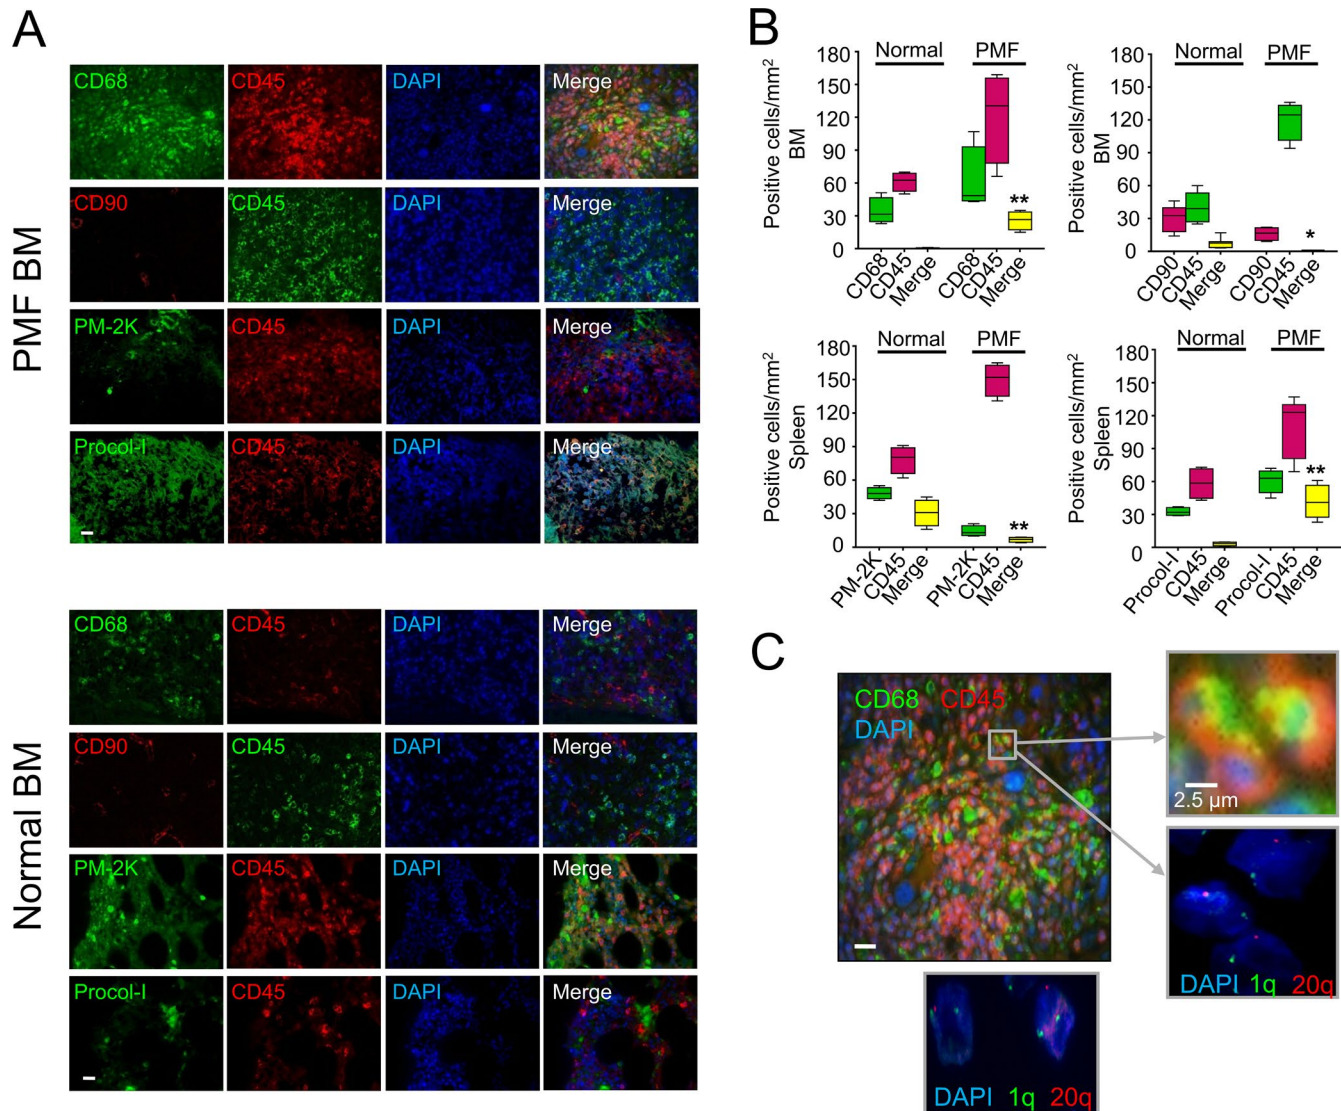 A
PMF BM
CD68 CD45 DAPI Merge
CD90 CD45 DAPI Merge
PM-2K CD45 DAPI Merge
Procol-I CD45 DAPI Merge
Normal BM
CD68 CD45 DAPI Merge
CD90 CD45 DAPI Merge
PM-2K CD45 DAPI Merge
Procol-I CD45 DAPI Merge
B
Positive cells/mm²
BM
180
150
120
90
60
30
0
Normal PMF
**
CD68 CD45 Merge CD68 CD45 Merge
Positive cells/mm²
BM
180
150
120
90
60
30
0
Normal PMF
*
CD90 CD45 Merge CD90 CD45 Merge
Positive cells/mm²
Spleen
180
150
120
90
60
30
0
Normal PMF
**
PM-2K CD45 Merge PM-2K CD45 Merge
Positive cells/mm²
Spleen
180
150
120
90
60
30
0
Normal PMF
**
Procol-I CD45 Merge Procol-I CD45 Merge
C
CD68 CD45
DAPI
2.5 µm
DAPI 1q 20q
DAPI 1q 20q